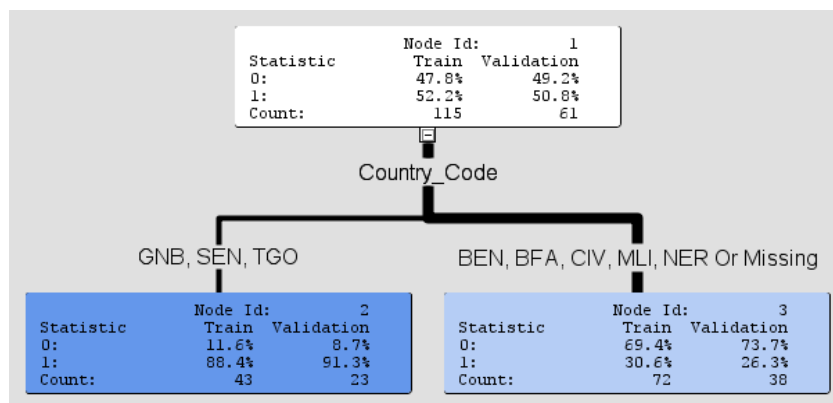 Node Id: 1
Statistic Train Validation
0: 47.8% 49.2%
1: 52.2% 50.8%
Count: 115 61
Country_Code
GNB, SEN, TGO
BEN, BFA, CIV, MLI, NER Or Missing
Node Id: 2
Statistic Train Validation
0: 11.6% 8.7%
1: 88.4% 91.3%
Count: 43 23
Node Id: 3
Statistic Train Validation
0: 69.4% 73.7%
1: 30.6% 26.3%
Count: 72 38